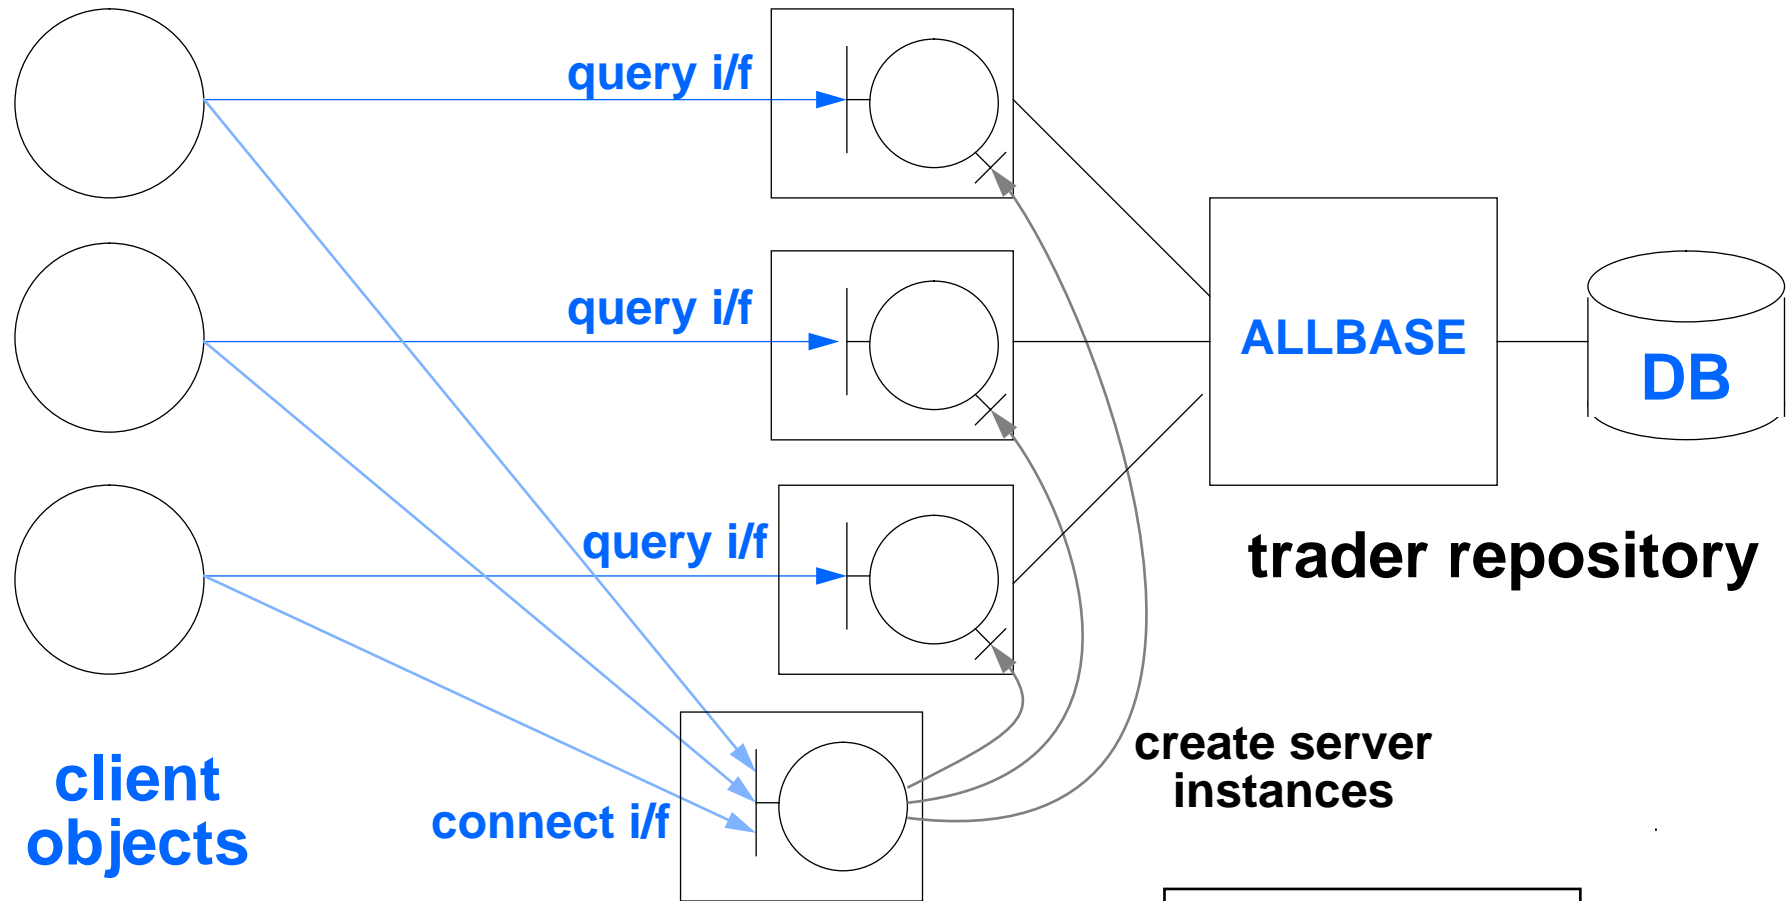 query i/f
query i/f
ALLBASE
DB
query i/f
trader repository
create server
instances
client
objects
connect i/f